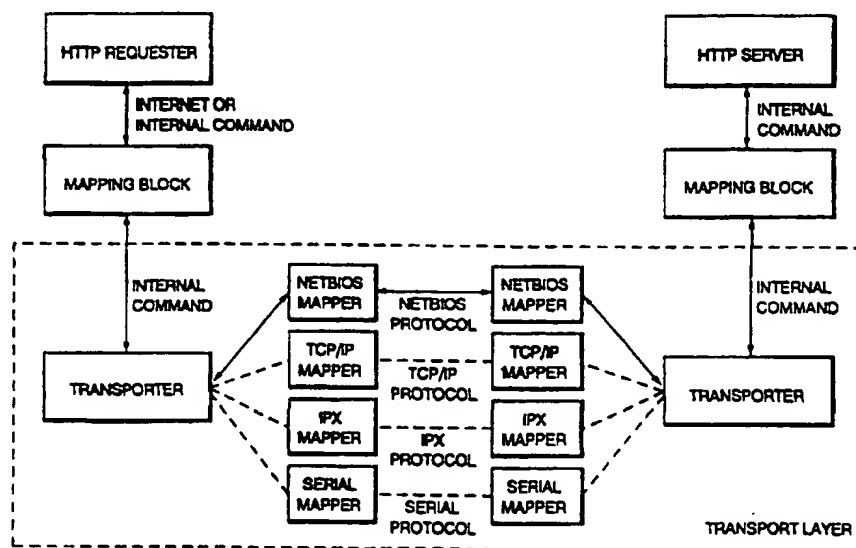 HTTP REQUESTER
HTTP SERVER
INTERNET OR
INTERNAL COMMAND
INTERNAL
COMMAND
MAPPING BLOCK
MAPPING BLOCK
INTERNAL
COMMAND
NETBIOS
MAPPER
NETBIOS
PROTOCOL
NETBIOS
MAPPER
INTERNAL
COMMAND
TRANSPORTER
TCP/IP
MAPPER
TCP/IP
PROTOCOL
TCP/IP
MAPPER
TRANSPORTER
IPX
MAPPER
IPX
PROTOCOL
IPX
MAPPER
SERIAL
MAPPER
SERIAL
PROTOCOL
SERIAL
MAPPER
TRANSPORT LAYER